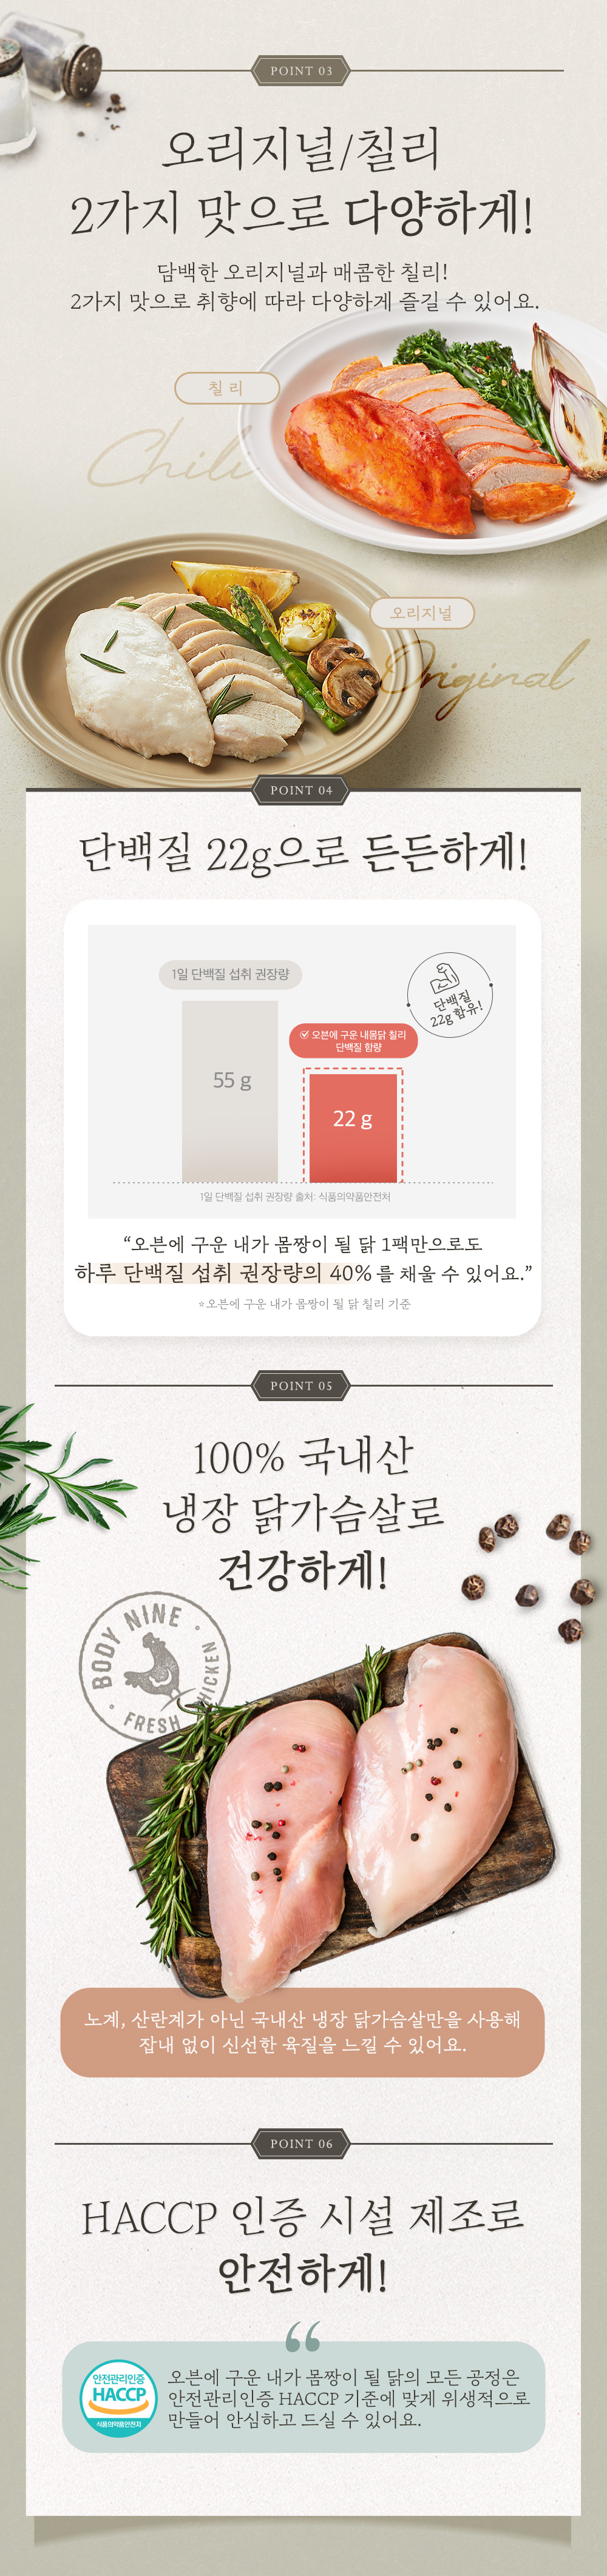 POINT 03
오리지널/칠리
2가지 맛으로 다양하게!
담백한 오리지널과 매콤한 칠리!
2가지 맛으로 취향에 따라 다양하게 즐길 수 있어요.
칠리
Chili
오리지널
Original
POINT 04
단백질 22g으로 든든하게!
1일 단백질 섭취 권장량
단백질
22g 함유!
오븐에 구운 내몸닭 칠리
단백질 함량
55 g
22 g
1일 단백질 섭취 권장량 출처: 식품의약품안전처
“오븐에 구운 내가 몸짱이 될 닭 1팩만으로도
하루 단백질 섭취 권장량의 40% 를 채울 수 있어요.”
*오븐에 구운 내가 몸짱이 될 닭 칠리 기준
POINT 05
100% 국내산
냉장 닭가슴살로
건강하게!
BODY NINE
FRESH CHICKEN
노계, 산란계가 아닌 국내산 냉장 닭가슴살만을 사용해
잡내 없이 신선한 육질을 느낄 수 있어요.
POINT 06
HACCP 인증 시설 제조로
안전하게!
“
안전관리인증
HACCP
식품의약품안전처
오븐에 구운 내가 몸짱이 될 닭의 모든 공정은
안전관리인증 HACCP 기준에 맞게 위생적으로
만들어 안심하고 드실 수 있어요.